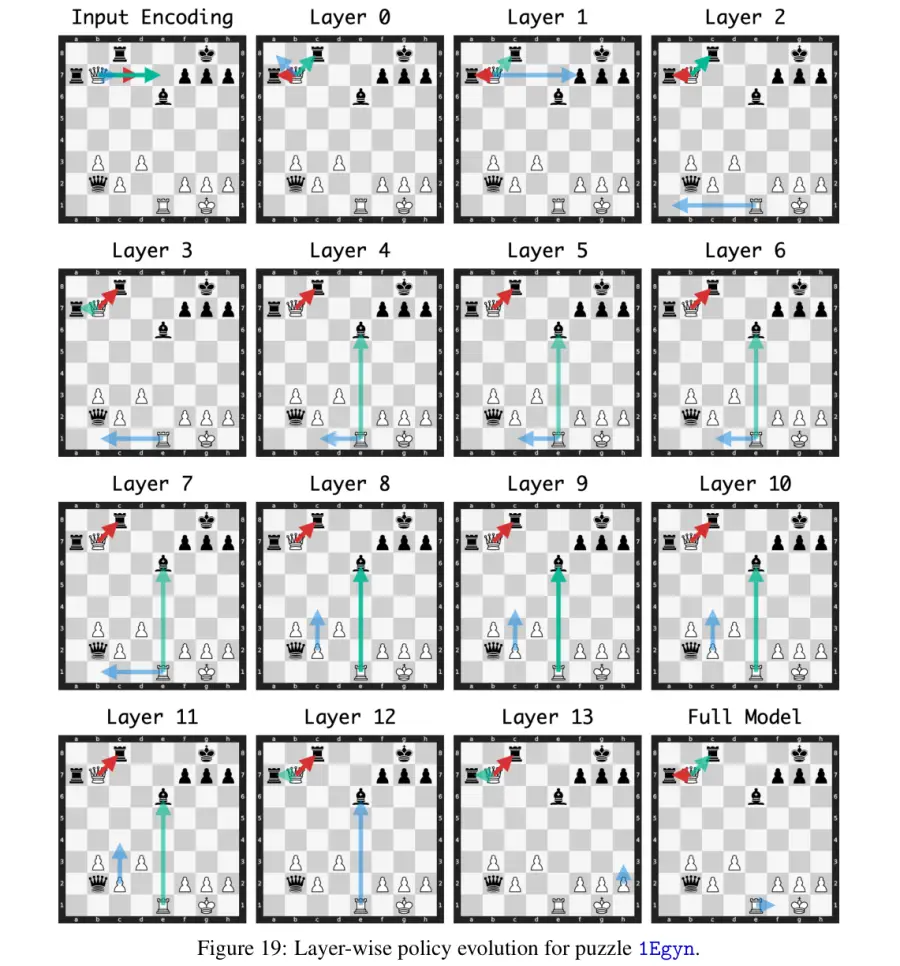 Input Encoding Layer 0 Layer 1 Layer 2
Layer 3 Layer 4 Layer 5 Layer 6
Layer 7 Layer 8 Layer 9 Layer 10
Layer 11 Layer 12 Layer 13 Full Model
Figure 19: Layer-wise policy evolution for puzzle 1Egyn.